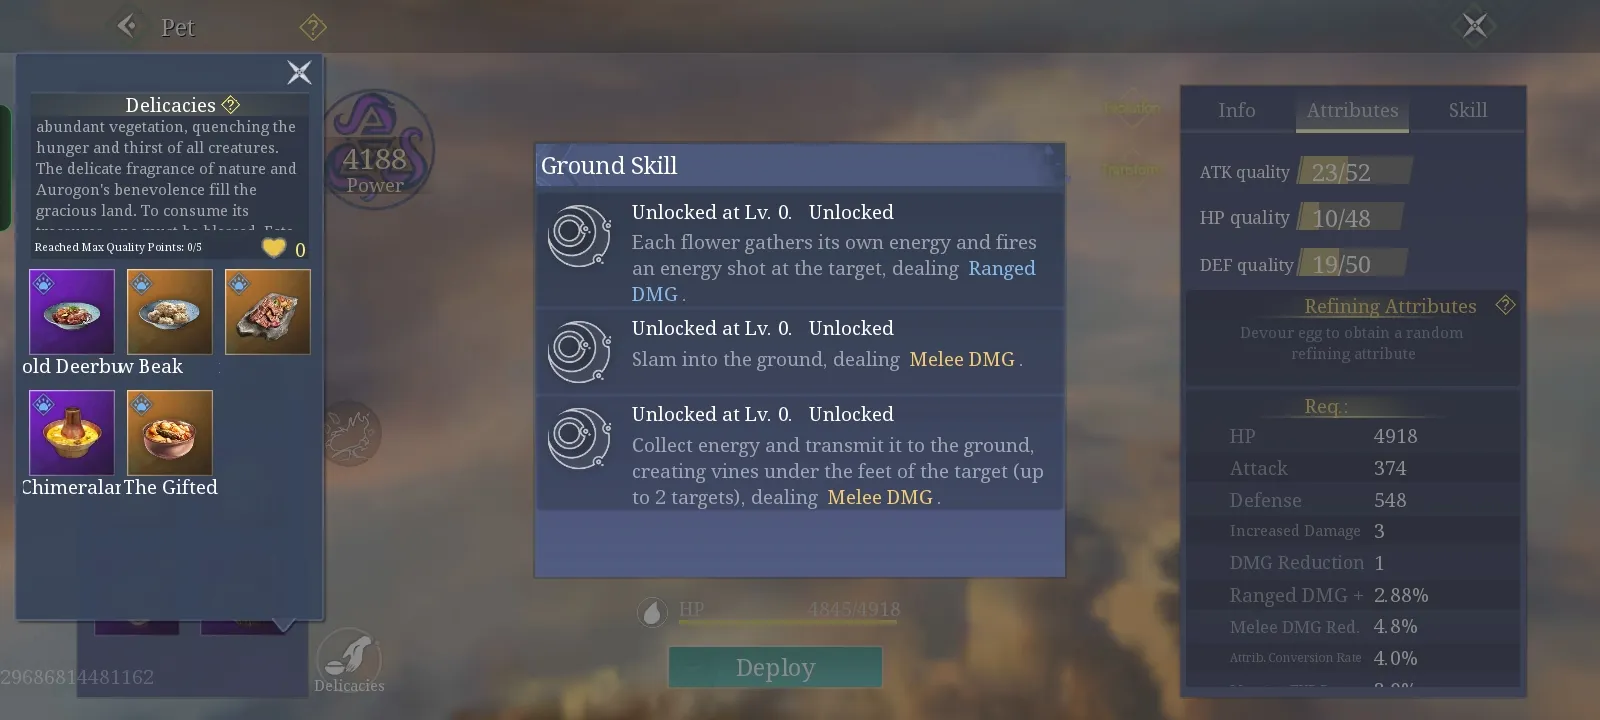 Pet
Delicacies
abundant vegetation, quenching the
hunger and thirst of all creatures.
The delicate fragrance of nature and
Aurogon's benevolence fill the
gracious land. To consume its
Reached Max Quality Points: 0/5
0
old Deerbu
w Beak
Chimeralar
The Gifted
4188
Power
29686814481162
Delicacies
Ground Skill
Unlocked at Lv. 0. Unlocked
Each flower gathers its own energy and fires
an energy shot at the target, dealing Ranged
DMG .
Unlocked at Lv. 0. Unlocked
Slam into the ground, dealing Melee DMG .
Unlocked at Lv. 0. Unlocked
Collect energy and transmit it to the ground,
creating vines under the feet of the target (up
to 2 targets), dealing Melee DMG .
HP 4845/4918
Deploy
Info Attributes Skill
ATK quality 23/52
HP quality 10/48
DEF quality 19/50
Refining Attributes
Devour egg to obtain a random
refining attribute
Req.:
HP 4918
Attack 374
Defense 548
Increased Damage 3
DMG Reduction 1
Ranged DMG + 2.88%
Melee DMG Red. 4.8%
Attrib. Conversion Rate 4.0%